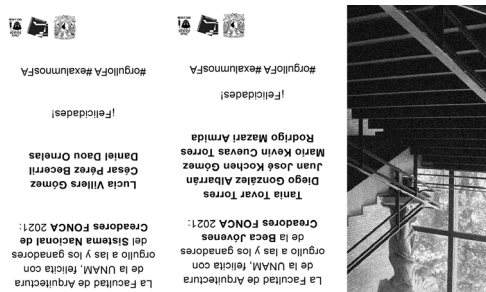 La Facultad de Arquitectura
de la UNAM, felicita con
orgullo a las y los ganadores
de la Beca Jóvenes
Creadores FONCA 2021:
Tania Tovar Torres
Diego González Albarrán
Juan José Kochen Gómez
Mario Kevin Cuevas Torres
Rodrigo Mazari Armida
¡Felicidades!
#orgulloFA #exalumnosFA
La Facultad de Arquitectura
de la UNAM, felicita con
orgullo a las y los ganadores
del Sistema Nacional de
Creadores FONCA 2021:
Lucia Villers Gómez
César Pérez Becerril
Daniel Daou Ornelas
¡Felicidades!
#orgulloFA #exalumnosFA